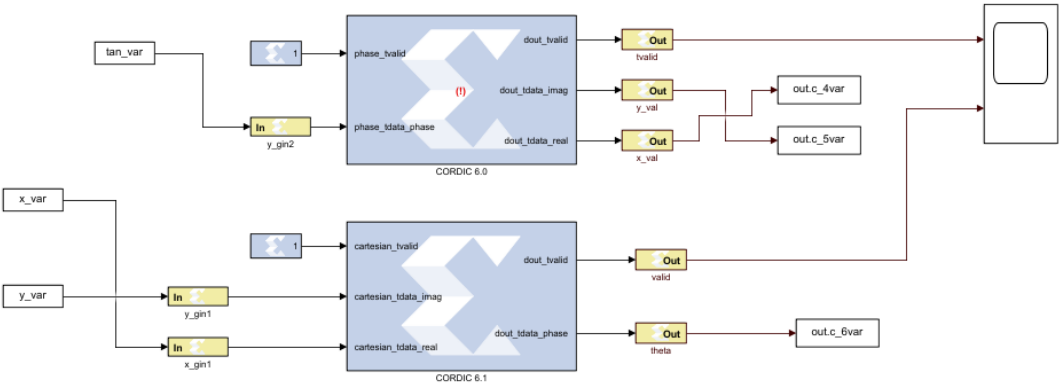 tan_var
In
y_gin2
1
phase_tvalid
phase_tdata_phase
(!)
dout_tvalid
dout_tdata_imag
dout_tdata_real
CORDIC 6.0
Out
tvalid
Out
y_val
Out
x_val
out.c_4var
out.c_5var
x_var
y_var
In
y_gin1
In
x_gin1
1
cartesian_tvalid
cartesian_tdata_imag
cartesian_tdata_real
dout_tvalid
dout_tdata_phase
CORDIC 6.1
Out
valid
Out
theta
out.c_6var